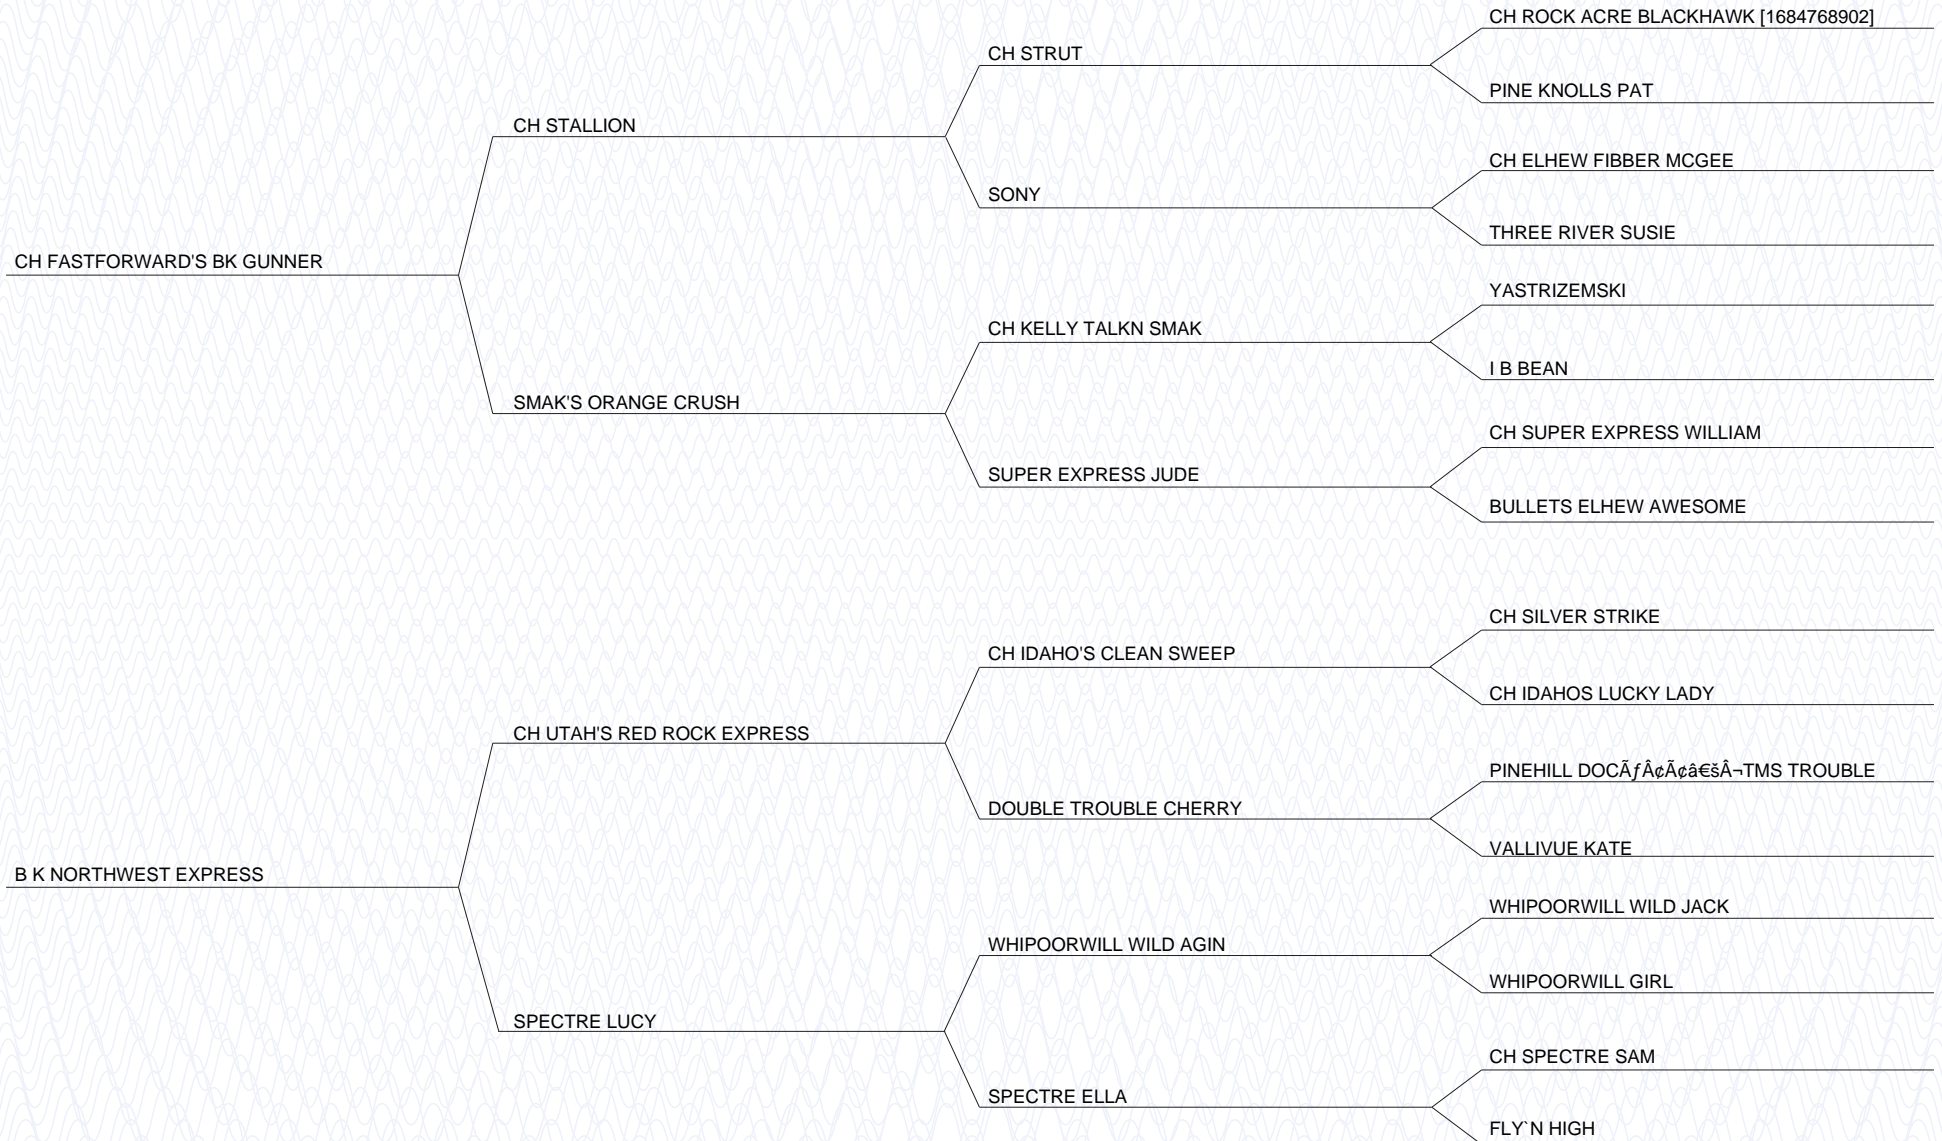 CH ROCK ACRE BLACKHAWK [1684768902]
CH STRUT
PINE KNOLLS PAT
CH STALLION
CH ELHEW FIBBER MCGEE
SONY
THREE RIVER SUSIE
CH FASTFORWARD'S BK GUNNER
YASTRIZEMSKI
CH KELLY TALKN SMAK
I B BEAN
SMAK'S ORANGE CRUSH
CH SUPER EXPRESS WILLIAM
SUPER EXPRESS JUDE
BULLETS ELHEW AWESOME
CH SILVER STRIKE
CH IDAHO'S CLEAN SWEEP
CH IDAHOS LUCKY LADY
CH UTAH'S RED ROCK EXPRESS
PINEHILL DOCÃƒÂ¢Ã¢â€šÂ¬TMS TROUBLE
DOUBLE TROUBLE CHERRY
VALLIVUE KATE
B K NORTHWEST EXPRESS
WHIPOORWILL WILD JACK
WHIPOORWILL WILD AGIN
WHIPOORWILL GIRL
SPECTRE LUCY
CH SPECTRE SAM
SPECTRE ELLA
FLY`N HIGH